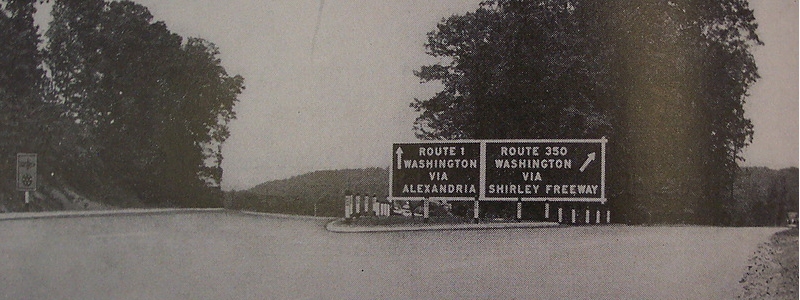 ROUTE 1
WASHINGTON
VIA
ALEXANDRIA
ROUTE 350
WASHINGTON
VIA
SHIRLEY FREEWAY